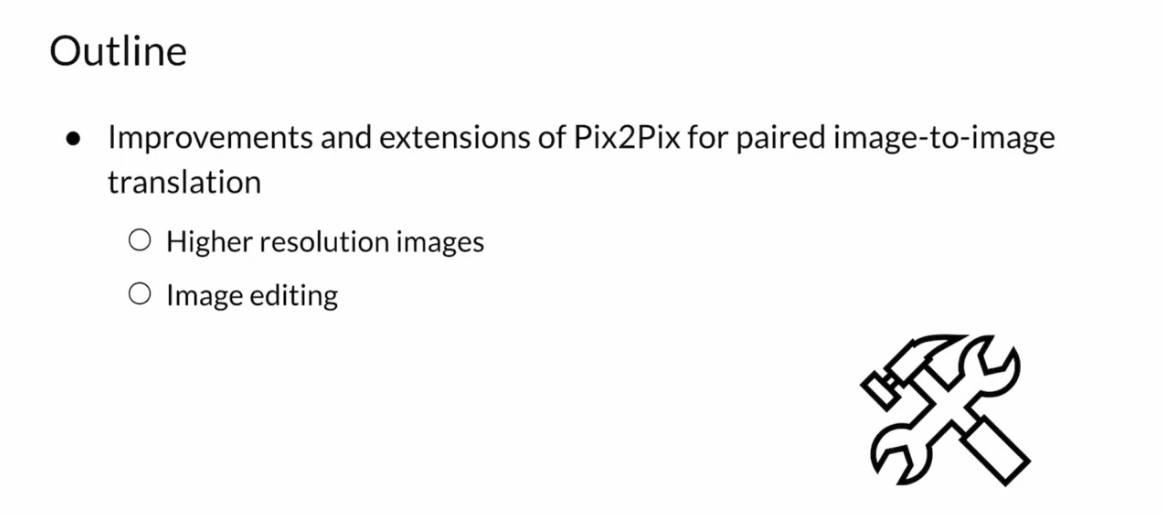 Outline
● Improvements and extensions of Pix2Pix for paired image-to-image
translation
○ Higher resolution images
○ Image editing